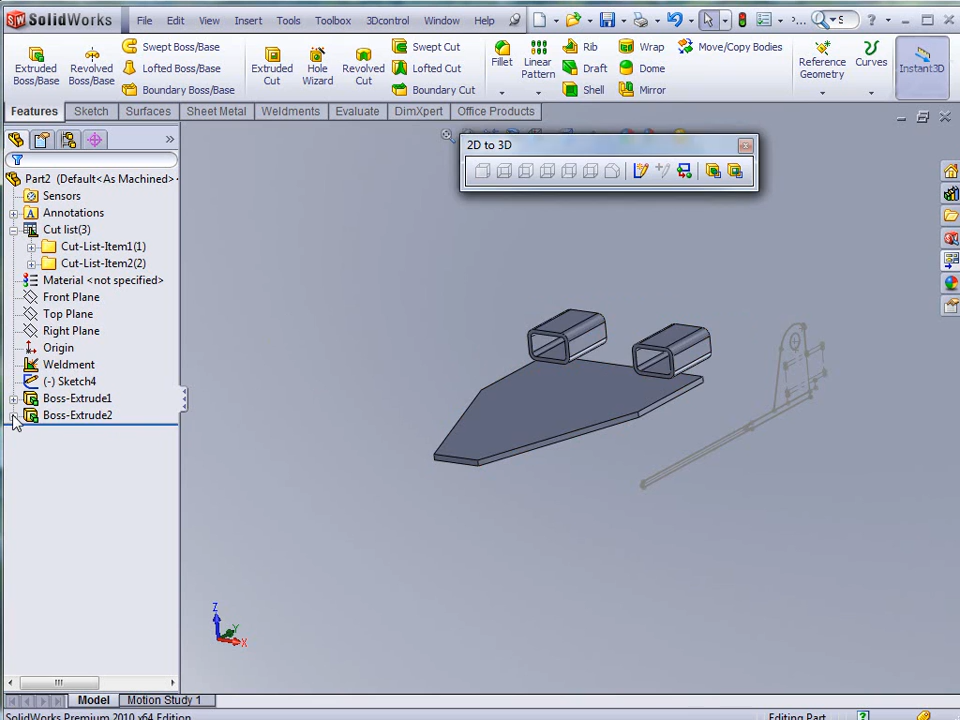 SolidWorks File Edit View Insert Tools Toolbox 3Dcontrol Window Help S
Extruded Boss/Base
Revolved Boss/Base
Swept Boss/Base
Lofted Boss/Base
Boundary Boss/Base
Extruded Cut
Hole Wizard
Revolved Cut
Swept Cut
Lofted Cut
Boundary Cut
Fillet
Linear Pattern
Rib
Draft
Shell
Wrap
Dome
Mirror
Move/Copy Bodies
Reference Geometry
Curves
Instant3D
Features Sketch Surfaces Sheet Metal Weldments Evaluate DimXpert Office Products
2D to 3D
Part2 (Default<As Machined>
Sensors
Annotations
Cut list(3)
Cut-List-Item1(1)
Cut-List-Item2(2)
Material <not specified>
Front Plane
Top Plane
Right Plane
Origin
Weldment
(-) Sketch4
Boss-Extrude1
Boss-Extrude2
Z
Y
X
Model Motion Study 1
SolidWorks Premium 2010 x64 Edition Editing Part